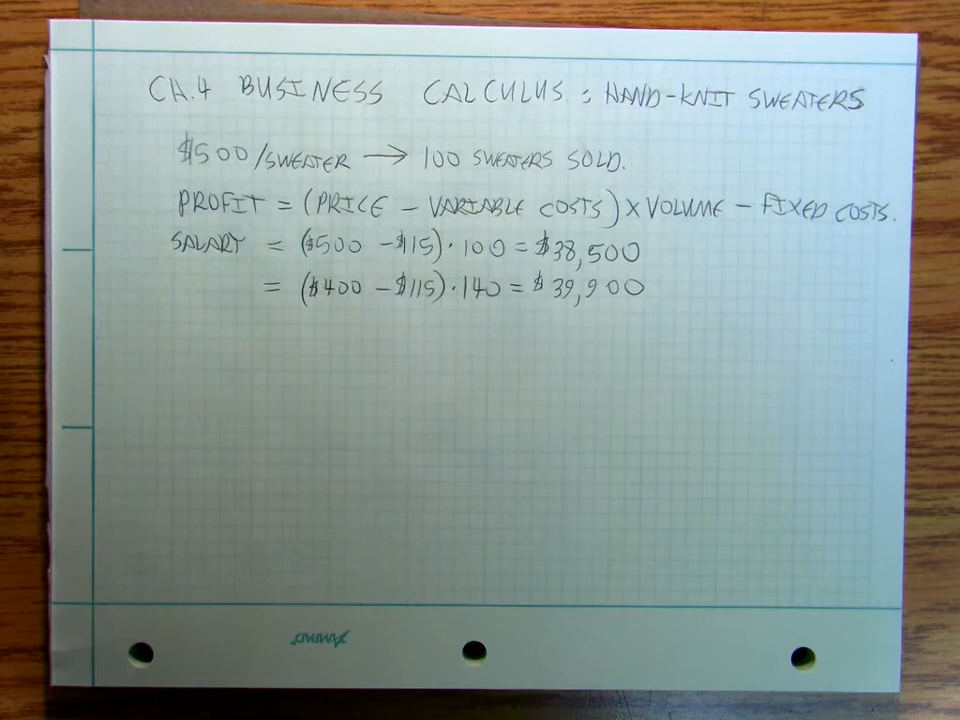 CH.4 BUSINESS CALCULUS : HAND-KNIT SWEATERS
$500/SWEATER → 100 SWEATERS SOLD.
PROFIT = (PRICE - VARIABLE COSTS) X VOLUME - FIXED COSTS.
SALARY = ($500 - $115) · 100 = $38,500
= ($400 - $115) · 140 = $39,900
AMPAD